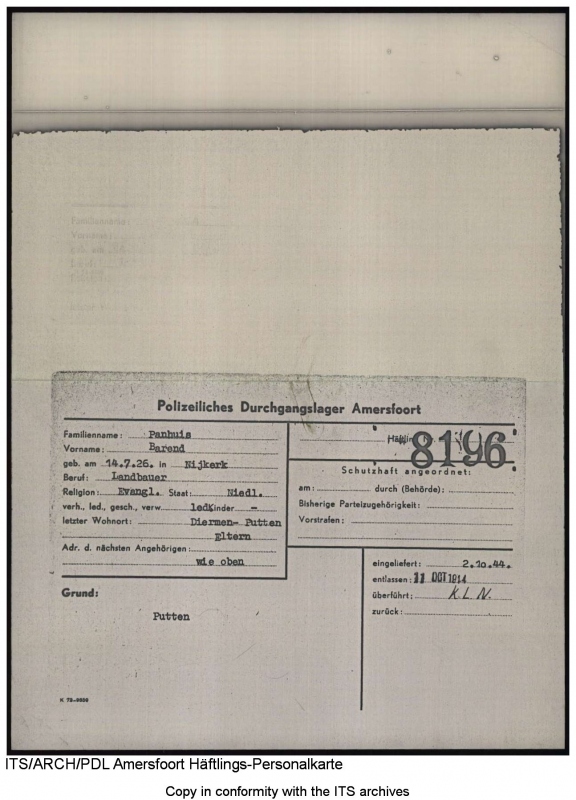 Polizeiliches Durchgangslager Amersfoort
Familienname: Panhuis
Vorname: Barend
geb. am 14.7.26. in Nijkerk
Beruf: Landbauer
Religion: Evangl. Staat: Niedl.
verh., led., gesch., verw. led Kinder -
letzter Wohnort: Diermen- Putten
Eltern
Adr. d. nächsten Angehörigen:
wie oben
Häftl. Nr. 8196
Schutzhaft angeordnet:
am: durch (Behörde):
Bisherige Parteizugehörigkeit:
Vorstrafen:
Grund:
Putten
eingeliefert: 2.10.44.
entlassen: 11 OCT 1944
überführt: K.L.N.
zurück:
ITS/ARCH/PDL Amersfoort Häftlings-Personalkarte
Copy in conformity with the ITS archives